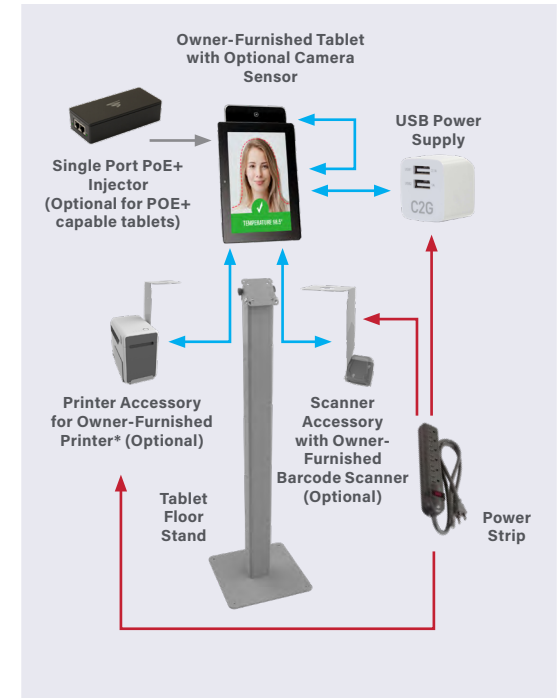 Owner-Furnished Tablet
with Optional Camera
Sensor
USB Power
Supply
Single Port PoE+
Injector
(Optional for POE+
capable tablets)
C2G
TEMPERATURE 98.5°
Printer Accessory
for Owner-Furnished
Printer* (Optional)
Scanner
Accessory
with Owner-
Furnished
Barcode Scanner
(Optional)
Tablet
Floor
Stand
Power
Strip